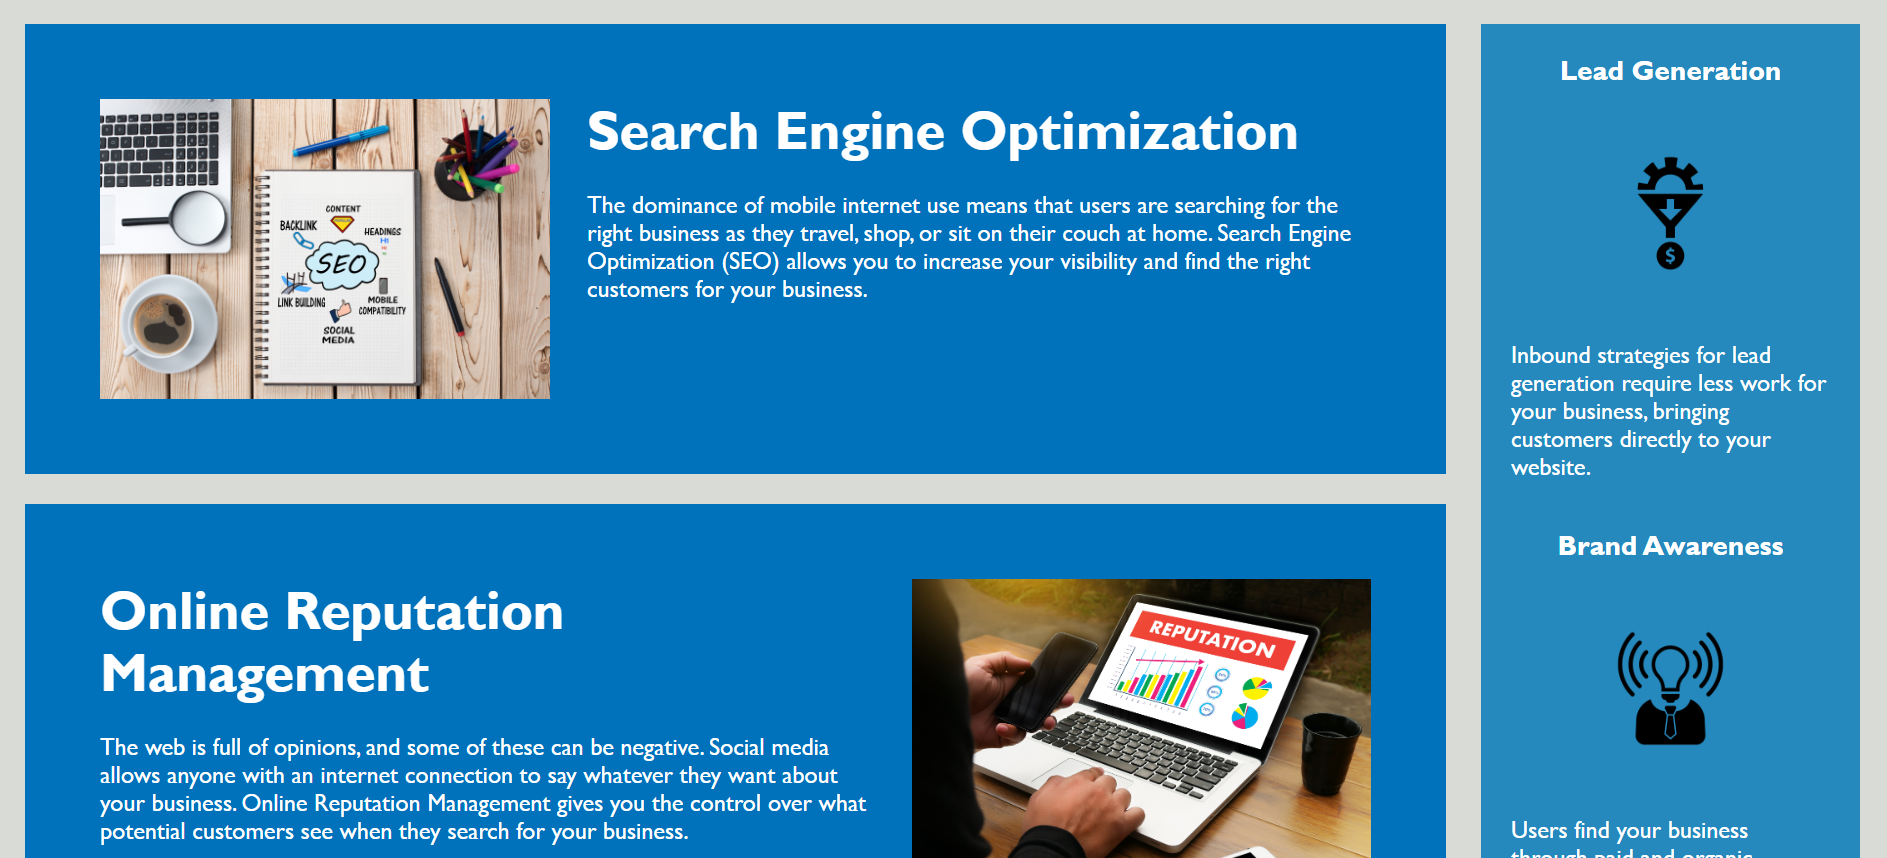 Search Engine Optimization
The dominance of mobile internet use means that users are searching for the
right business as they travel, shop, or sit on their couch at home. Search Engine
Optimization (SEO) allows you to increase your visibility and find the right
customers for your business.
CONTENT
BACKLINK
HEADINGS
H1
SEO
LINK BUILDING
MOBILE
COMPATIBILITY
SOCIAL
MEDIA
Online Reputation
Management
The web is full of opinions, and some of these can be negative. Social media
allows anyone with an internet connection to say whatever they want about
your business. Online Reputation Management gives you the control over what
potential customers see when they search for your business.
REPUTATION
Lead Generation
$
Inbound strategies for lead
generation require less work for
your business, bringing
customers directly to your
website.
Brand Awareness
Users find your business
through paid and organic